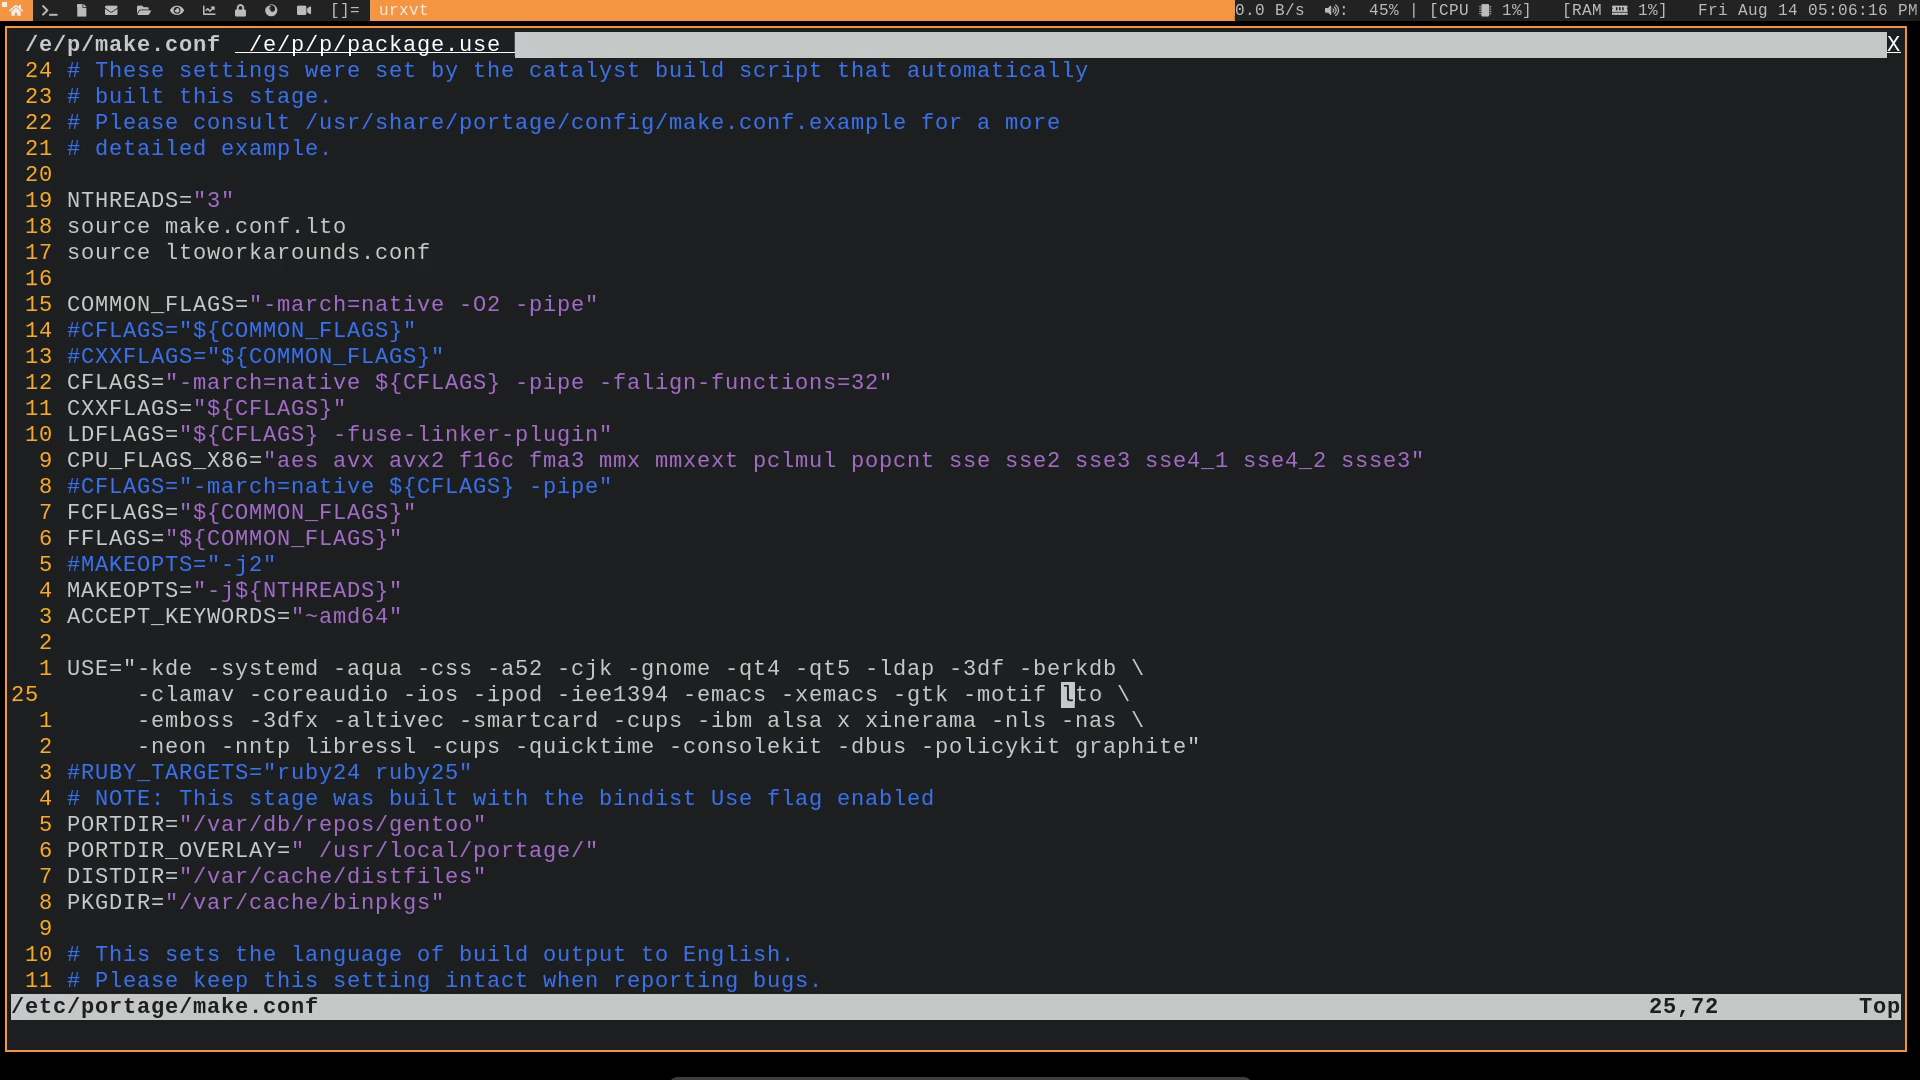 []= urxvt 0.0 B/s : 45% | [CPU 1%] [RAM 1%] Fri Aug 14 05:06:16 PM
/e/p/make.conf /e/p/p/package.use X
24 # These settings were set by the catalyst build script that automatically
23 # built this stage.
22 # Please consult /usr/share/portage/config/make.conf.example for a more
21 # detailed example.
20
19 NTHREADS="3"
18 source make.conf.lto
17 source ltoworkarounds.conf
16
15 COMMON_FLAGS="-march=native -O2 -pipe"
14 #CFLAGS="${COMMON_FLAGS}"
13 #CXXFLAGS="${COMMON_FLAGS}"
12 CFLAGS="-march=native ${CFLAGS} -pipe -falign-functions=32"
11 CXXFLAGS="${CFLAGS}"
10 LDFLAGS="${CFLAGS} -fuse-linker-plugin"
9 CPU_FLAGS_X86="aes avx avx2 f16c fma3 mmx mmxext pclmul popcnt sse sse2 sse3 sse4_1 sse4_2 ssse3"
8 #CFLAGS="-march=native ${CFLAGS} -pipe"
7 FCFLAGS="${COMMON_FLAGS}"
6 FFLAGS="${COMMON_FLAGS}"
5 #MAKEOPTS="-j2"
4 MAKEOPTS="-j${NTHREADS}"
3 ACCEPT_KEYWORDS="~amd64"
2
1 USE="-kde -systemd -aqua -css -a52 -cjk -gnome -qt4 -qt5 -ldap -3df -berkdb \
25 -clamav -coreaudio -ios -ipod -iee1394 -emacs -xemacs -gtk -motif lto \
1 -emboss -3dfx -altivec -smartcard -cups -ibm alsa x xinerama -nls -nas \
2 -neon -nntp libressl -cups -quicktime -consolekit -dbus -policykit graphite"
3 #RUBY_TARGETS="ruby24 ruby25"
4 # NOTE: This stage was built with the bindist Use flag enabled
5 PORTDIR="/var/db/repos/gentoo"
6 PORTDIR_OVERLAY=" /usr/local/portage/"
7 DISTDIR="/var/cache/distfiles"
8 PKGDIR="/var/cache/binpkgs"
9
10 # This sets the language of build output to English.
11 # Please keep this setting intact when reporting bugs.
/etc/portage/make.conf 25,72 Top